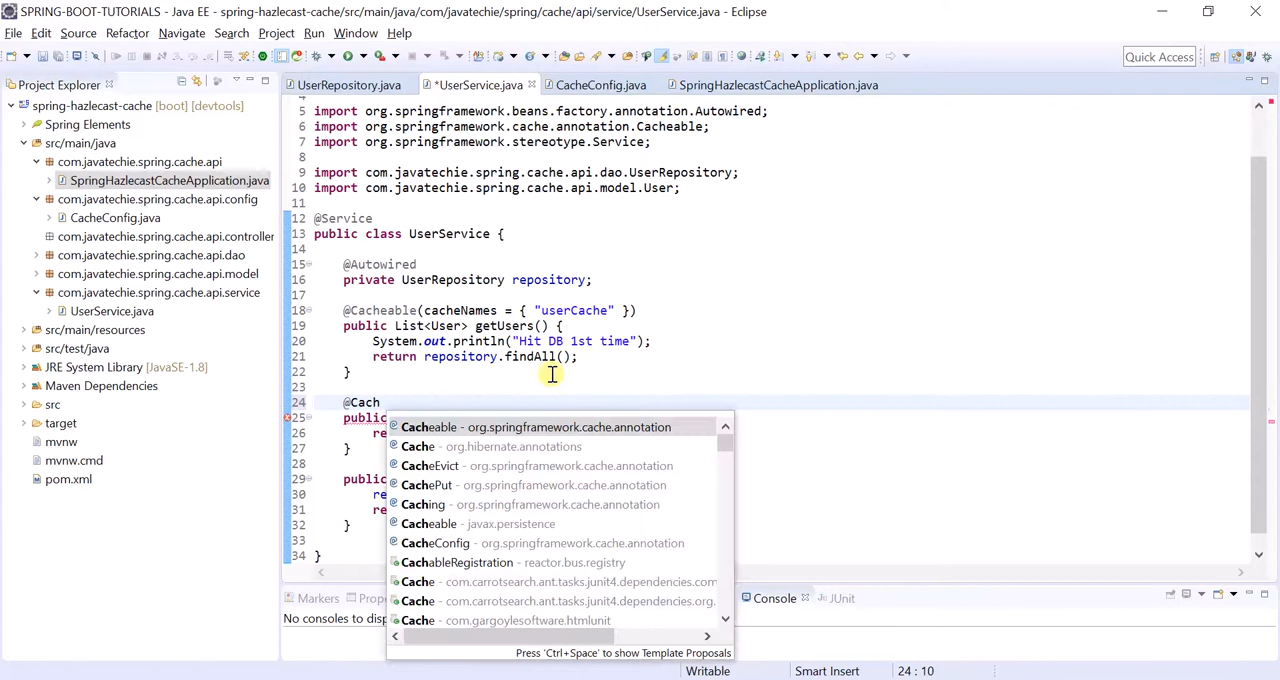 SPRING-BOOT-TUTORIALS - Java EE - spring-hazlecast-cache/src/main/java/com/javatechie/spring/cache/api/service/UserService.java - Eclipse
File Edit Source Refactor Navigate Search Project Run Window Help
Quick Access
Project Explorer
UserRepository.java
*UserService.java
CacheConfig.java
SpringHazlecastCacheApplication.java
spring-hazlecast-cache [boot] [devtools]
Spring Elements
src/main/java
com.javatechie.spring.cache.api
SpringHazlecastCacheApplication.java
com.javatechie.spring.cache.api.config
CacheConfig.java
com.javatechie.spring.cache.api.controller
com.javatechie.spring.cache.api.dao
com.javatechie.spring.cache.api.model
com.javatechie.spring.cache.api.service
UserService.java
src/main/resources
src/test/java
JRE System Library [JavaSE-1.8]
Maven Dependencies
src
target
mvnw
mvnw.cmd
pom.xml
5 import org.springframework.beans.factory.annotation.Autowired;
6 import org.springframework.cache.annotation.Cacheable;
7 import org.springframework.stereotype.Service;
8
9 import com.javatechie.spring.cache.api.dao.UserRepository;
10 import com.javatechie.spring.cache.api.model.User;
11
12 @Service
13 public class UserService {
14
15 @Autowired
16 private UserRepository repository;
17
18 @Cacheable(cacheNames = { "userCache" })
19 public List<User> getUsers() {
20 System.out.println("Hit DB 1st time");
21 return repository.findAll();
22 }
23
24 @Cach
25 public
26 re
27 }
28
29 public
30 re
31 re
32 }
33
34 }
Cacheable - org.springframework.cache.annotation
Cache - org.hibernate.annotations
CacheEvict - org.springframework.cache.annotation
CachePut - org.springframework.cache.annotation
Caching - org.springframework.cache.annotation
Cacheable - javax.persistence
CacheConfig - org.springframework.cache.annotation
CachableRegistration - reactor.bus.registry
Cache - com.carrotsearch.ant.tasks.junit4.dependencies.com
Cache - com.carrotsearch.ant.tasks.junit4.dependencies.org.
Cache - com.gargoylesoftware.htmlunit
Press 'Ctrl+Space' to show Template Proposals
Markers
Prope
Console
JUnit
No consoles to disp
Writable
Smart Insert
24 : 10